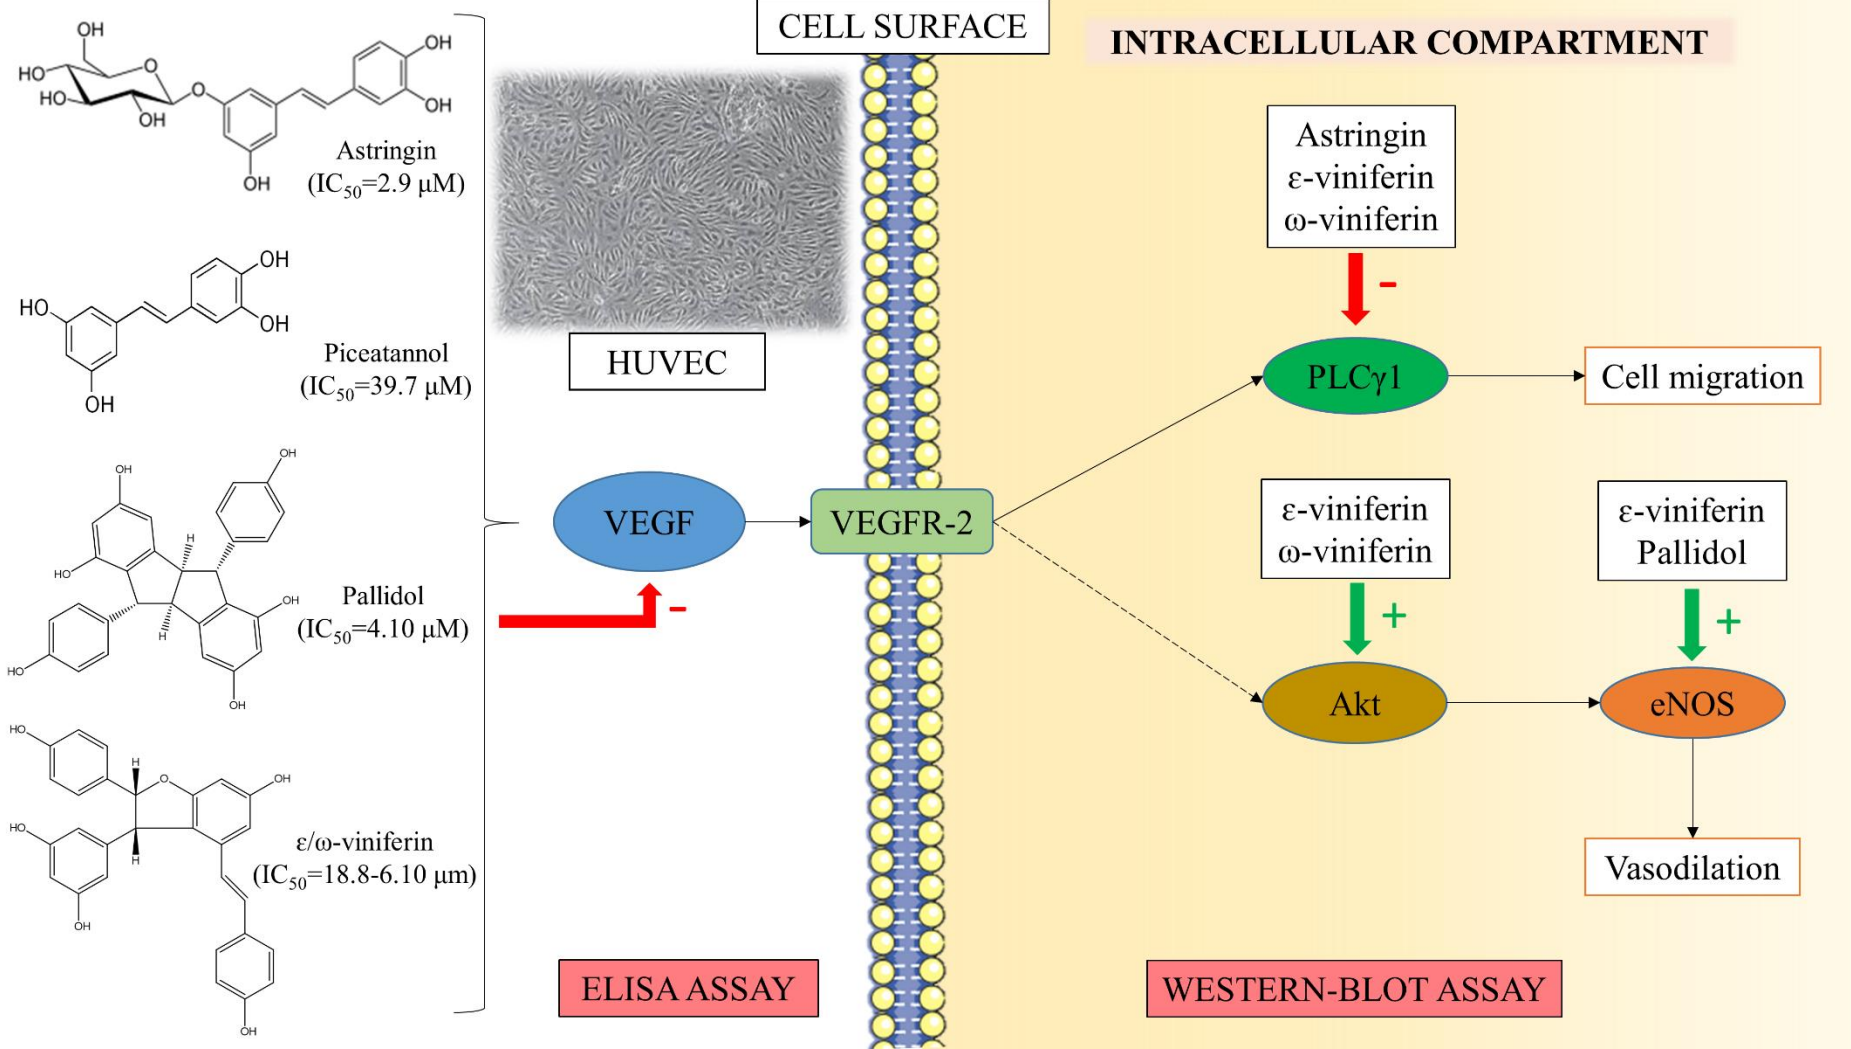 CELL SURFACE
INTRACELLULAR COMPARTMENT
OH
HO
HO
HO
OH
O
O
OH
OH
OH
Astringin
(IC50=2.9 μM)
HO
OH
OH
OH
Piceatannol
(IC50=39.7 μM)
OH
OH
HO
H
H
OH
HO
OH
Pallidol
(IC50=4.10 μM)
HO
H
O
OH
HO
H
OH
OH
ε/ω-viniferin
(IC50=18.8-6.10 μm)
HUVEC
VEGF
-
VEGFR-2
ELISA ASSAY
Astringin
ε-viniferin
ω-viniferin
-
PLCγ1
Cell migration
ε-viniferin
ω-viniferin
+
Akt
ε-viniferin
Pallidol
+
eNOS
Vasodilation
WESTERN-BLOT ASSAY